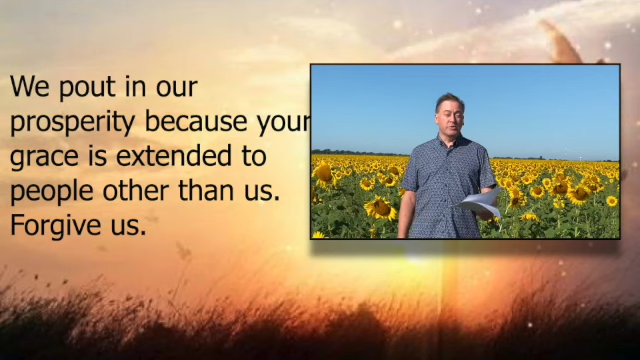 We pout in our
prosperity because your
grace is extended to
people other than us.
Forgive us.